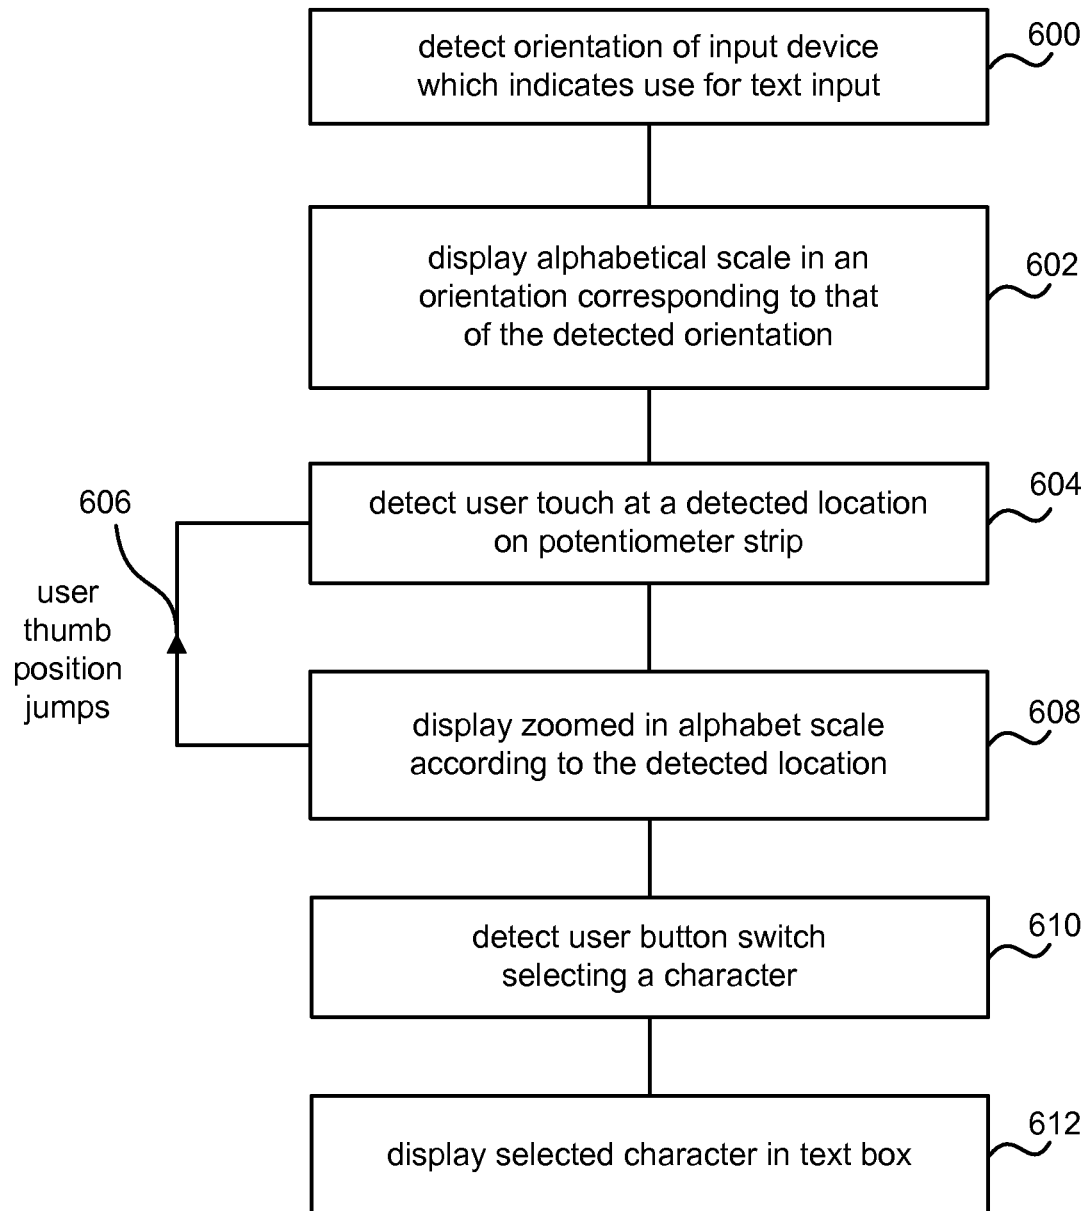 detect orientation of input device
which indicates use for text input
600
display alphabetical scale in an
orientation corresponding to that
of the detected orientation
602
detect user touch at a detected location
on potentiometer strip
604
606
user
thumb
position
jumps
display zoomed in alphabet scale
according to the detected location
608
detect user button switch
selecting a character
610
display selected character in text box
612